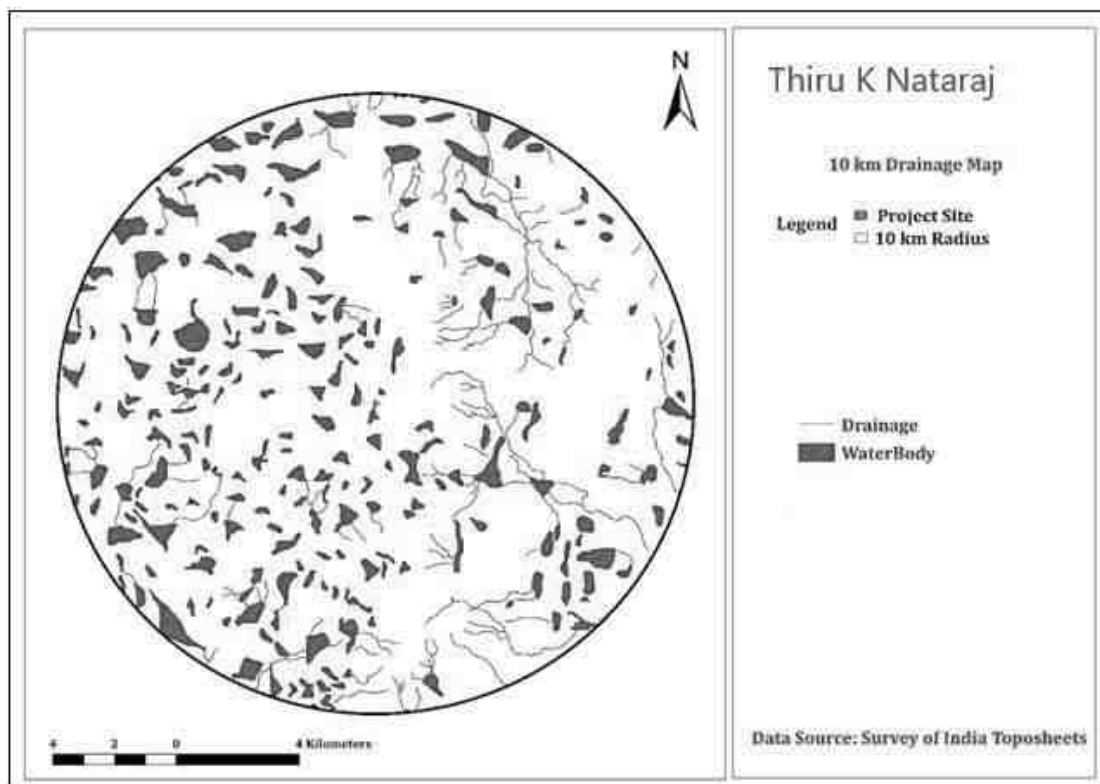 N
4 2 0 4 Kilometers
Thiru K Nataraj
10 km Drainage Map
Legend
Project Site
10 km Radius
Drainage
WaterBody
Data Source: Survey of India Toposheets